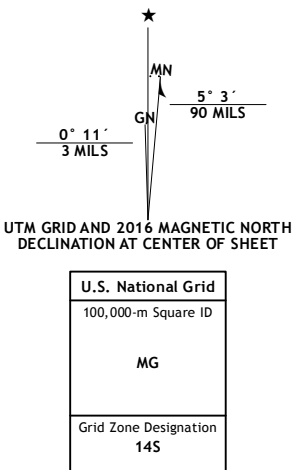 ★
MN
GN
5° 3´
90 MILS
0° 11´
3 MILS
UTM GRID AND 2016 MAGNETIC NORTH
DECLINATION AT CENTER OF SHEET
U.S. National Grid
100,000-m Square ID
MG
Grid Zone Designation
14S